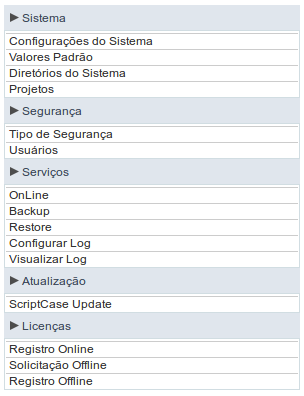 Sistema
Configurações do Sistema
Valores Padrão
Diretórios do Sistema
Projetos
Segurança
Tipo de Segurança
Usuários
Serviços
OnLine
Backup
Restore
Configurar Log
Visualizar Log
Atualização
ScriptCase Update
Licenças
Registro Online
Solicitação Offline
Registro Offline